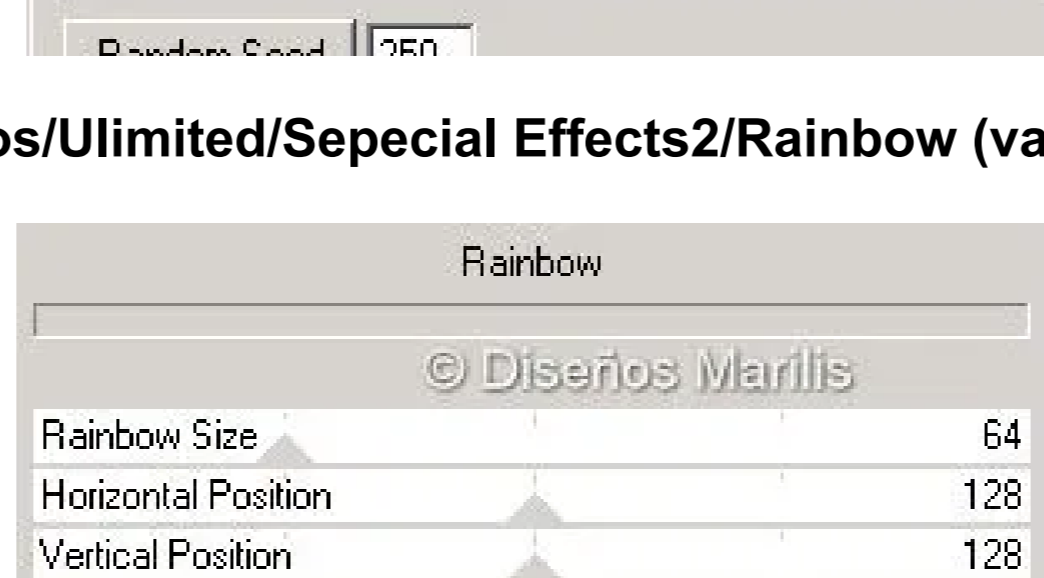 Random Seed 250
os/Ulimited/Sepecial Effects2/Rainbow (va
Rainbow
© Diseños Marilis
Rainbow Size 64
Horizontal Position 128
Vertical Position 128